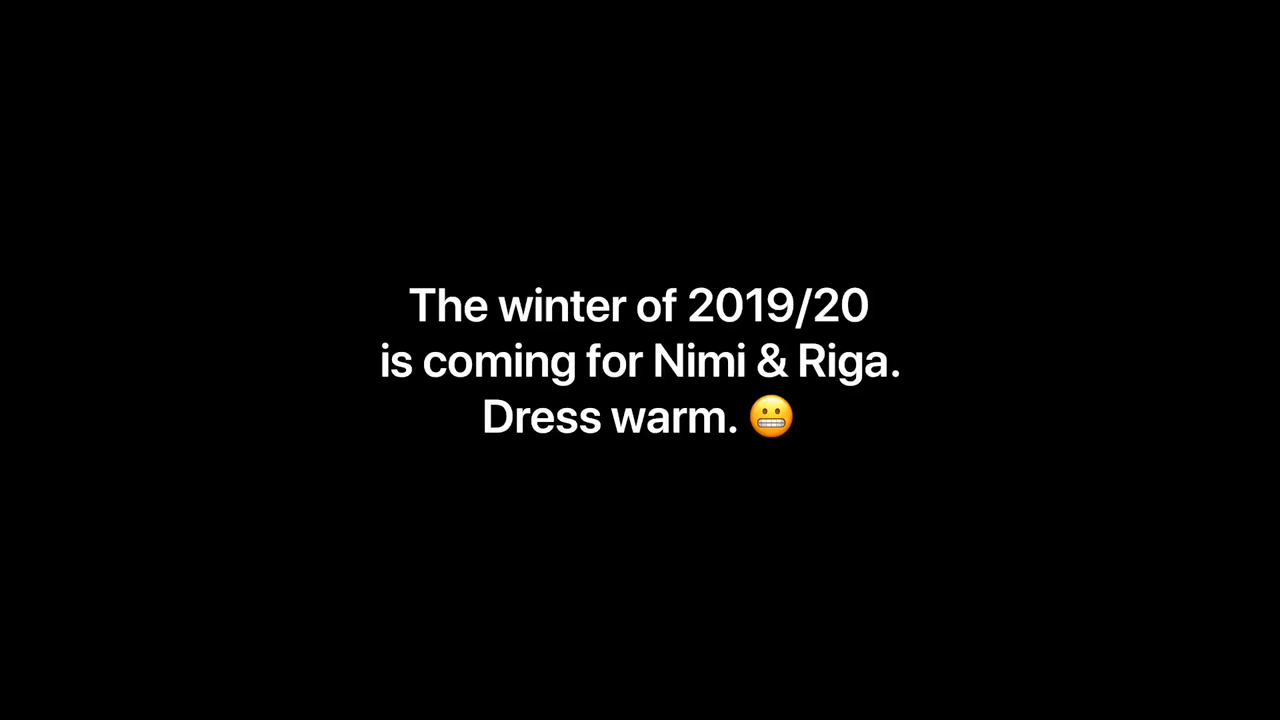 The winter of 2019/20
is coming for Nimi & Riga.
Dress warm. 😬